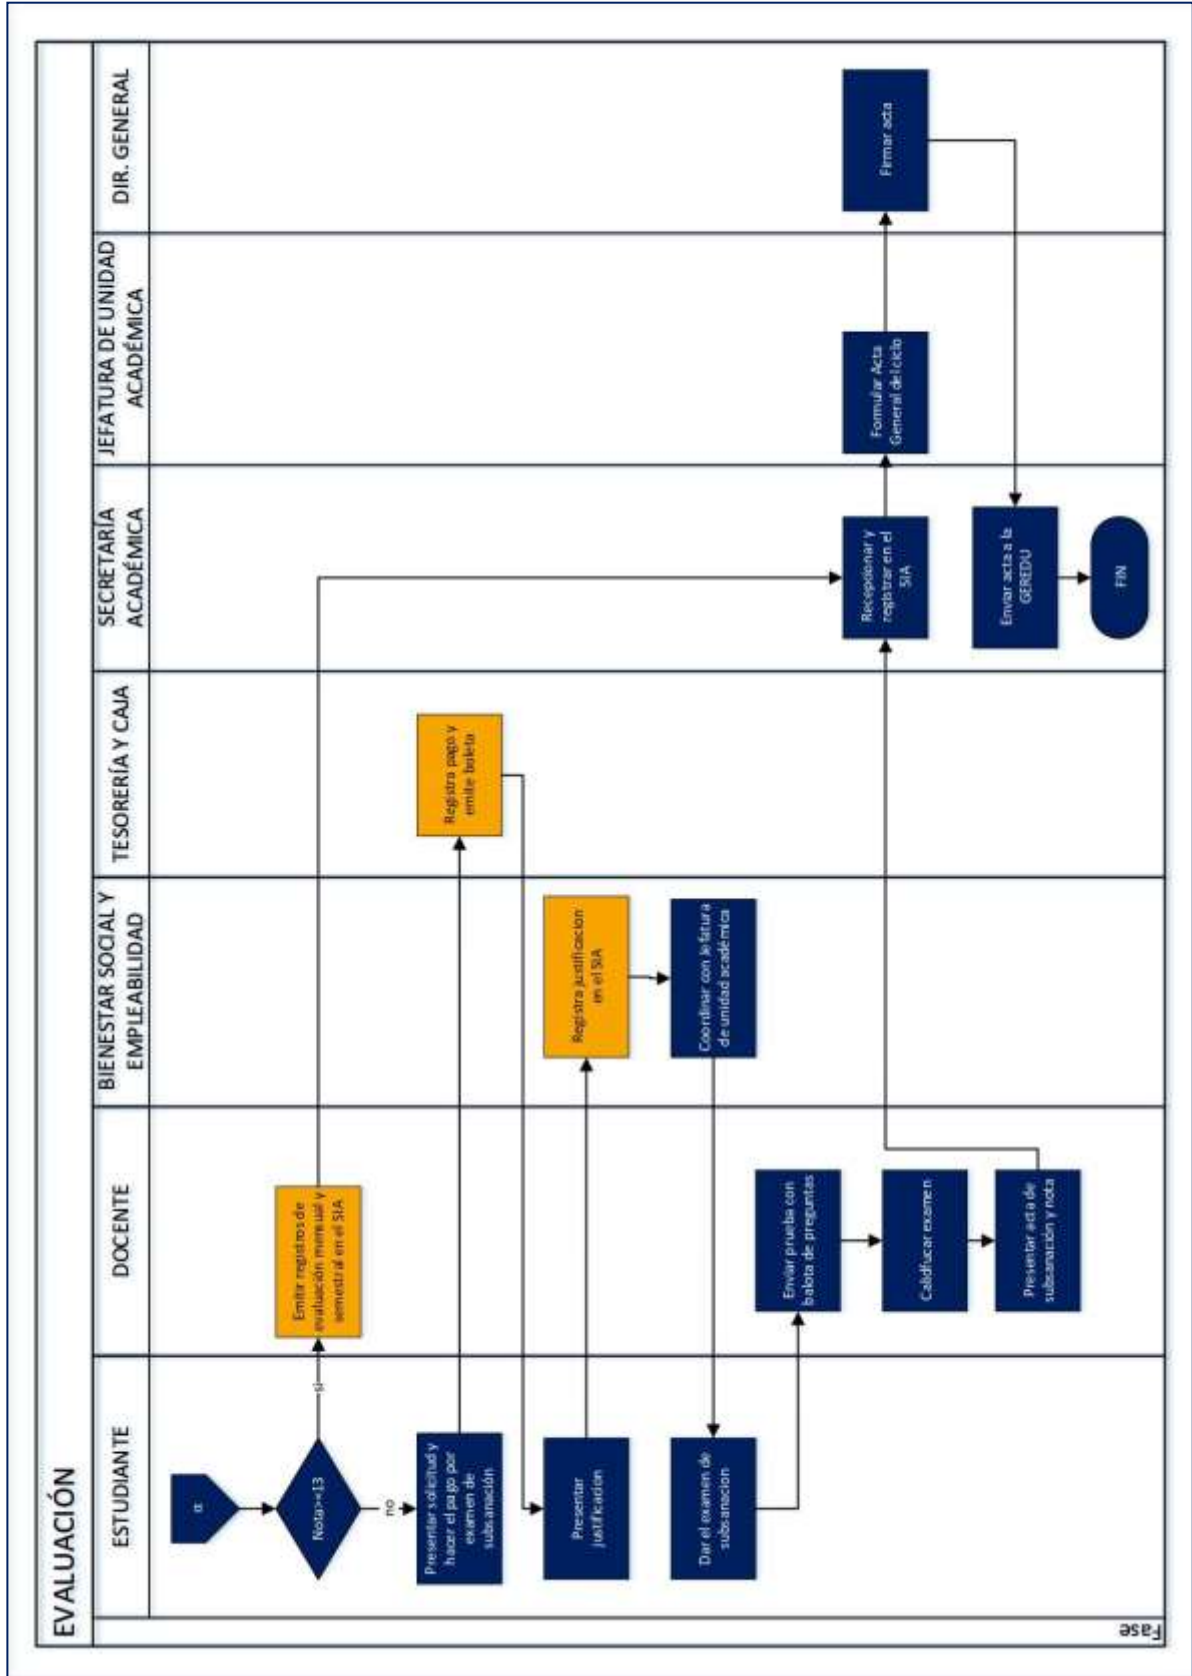 EVALUACIÓN
ESTUDIANTE
DOCENTE
BIENESTAR SOCIAL Y
EMPLEABILIDAD
TESORERÍA Y CAJA
SECRETARÍA
ACADÉMICA
JEFATURA DE UNIDAD
ACADÉMICA
DIR. GENERAL
α
Nota>=13
si
Emitir registros de
evaluación mensual y
semestral en el SIA
no
Presentar solicitud y
hacer el pago por
examen de
subsanación
Registra pago y
emite boleta
Presentar
justificacion
Registra justificacion
en el SIA
Coordinar con Jefatura
de unidad académica
Dar el examen de
subsanacion
Enviar prueba con
balota de preguntas
Calidfucar examen
Presentar acta de
subsanación y nota
Recepcionar y
registrar en el
SIA
Formular Acta
General del ciclo
Firmar acta
Enviar acta a la
GEREDU
FIN
Fase